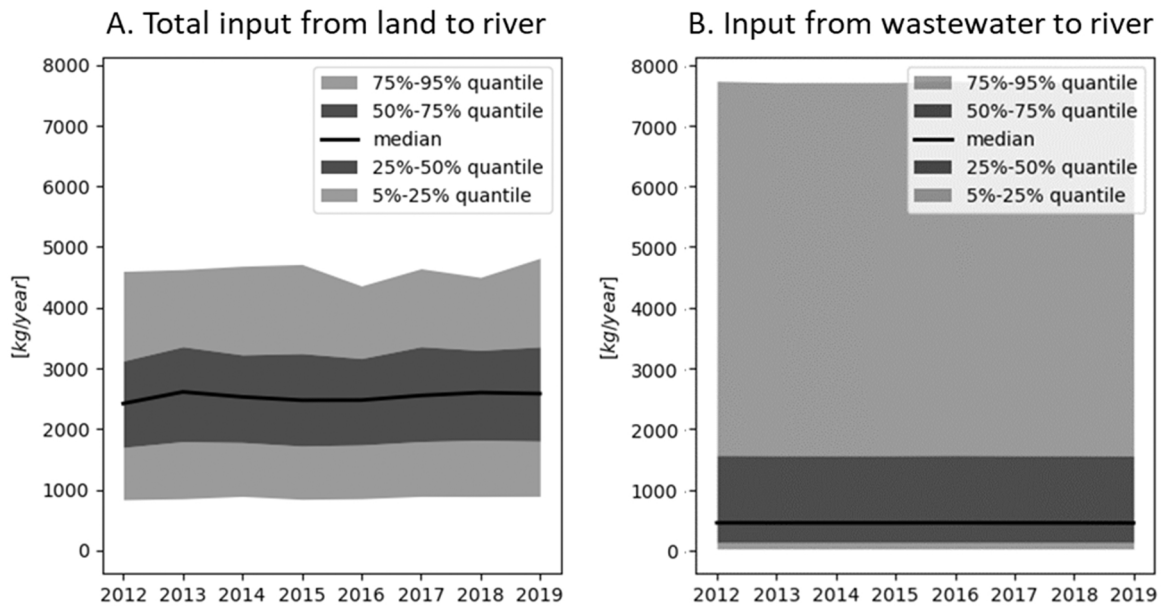 A. Total input from land to river
8000
7000
6000
5000
4000
3000
2000
1000
0
[kg/year]
75%-95% quantile
50%-75% quantile
median
25%-50% quantile
5%-25% quantile
2012 2013 2014 2015 2016 2017 2018 2019
B. Input from wastewater to river
8000
7000
6000
5000
4000
3000
2000
1000
0
[kg/year]
75%-95% quantile
50%-75% quantile
median
25%-50% quantile
5%-25% quantile
2012 2013 2014 2015 2016 2017 2018 2019